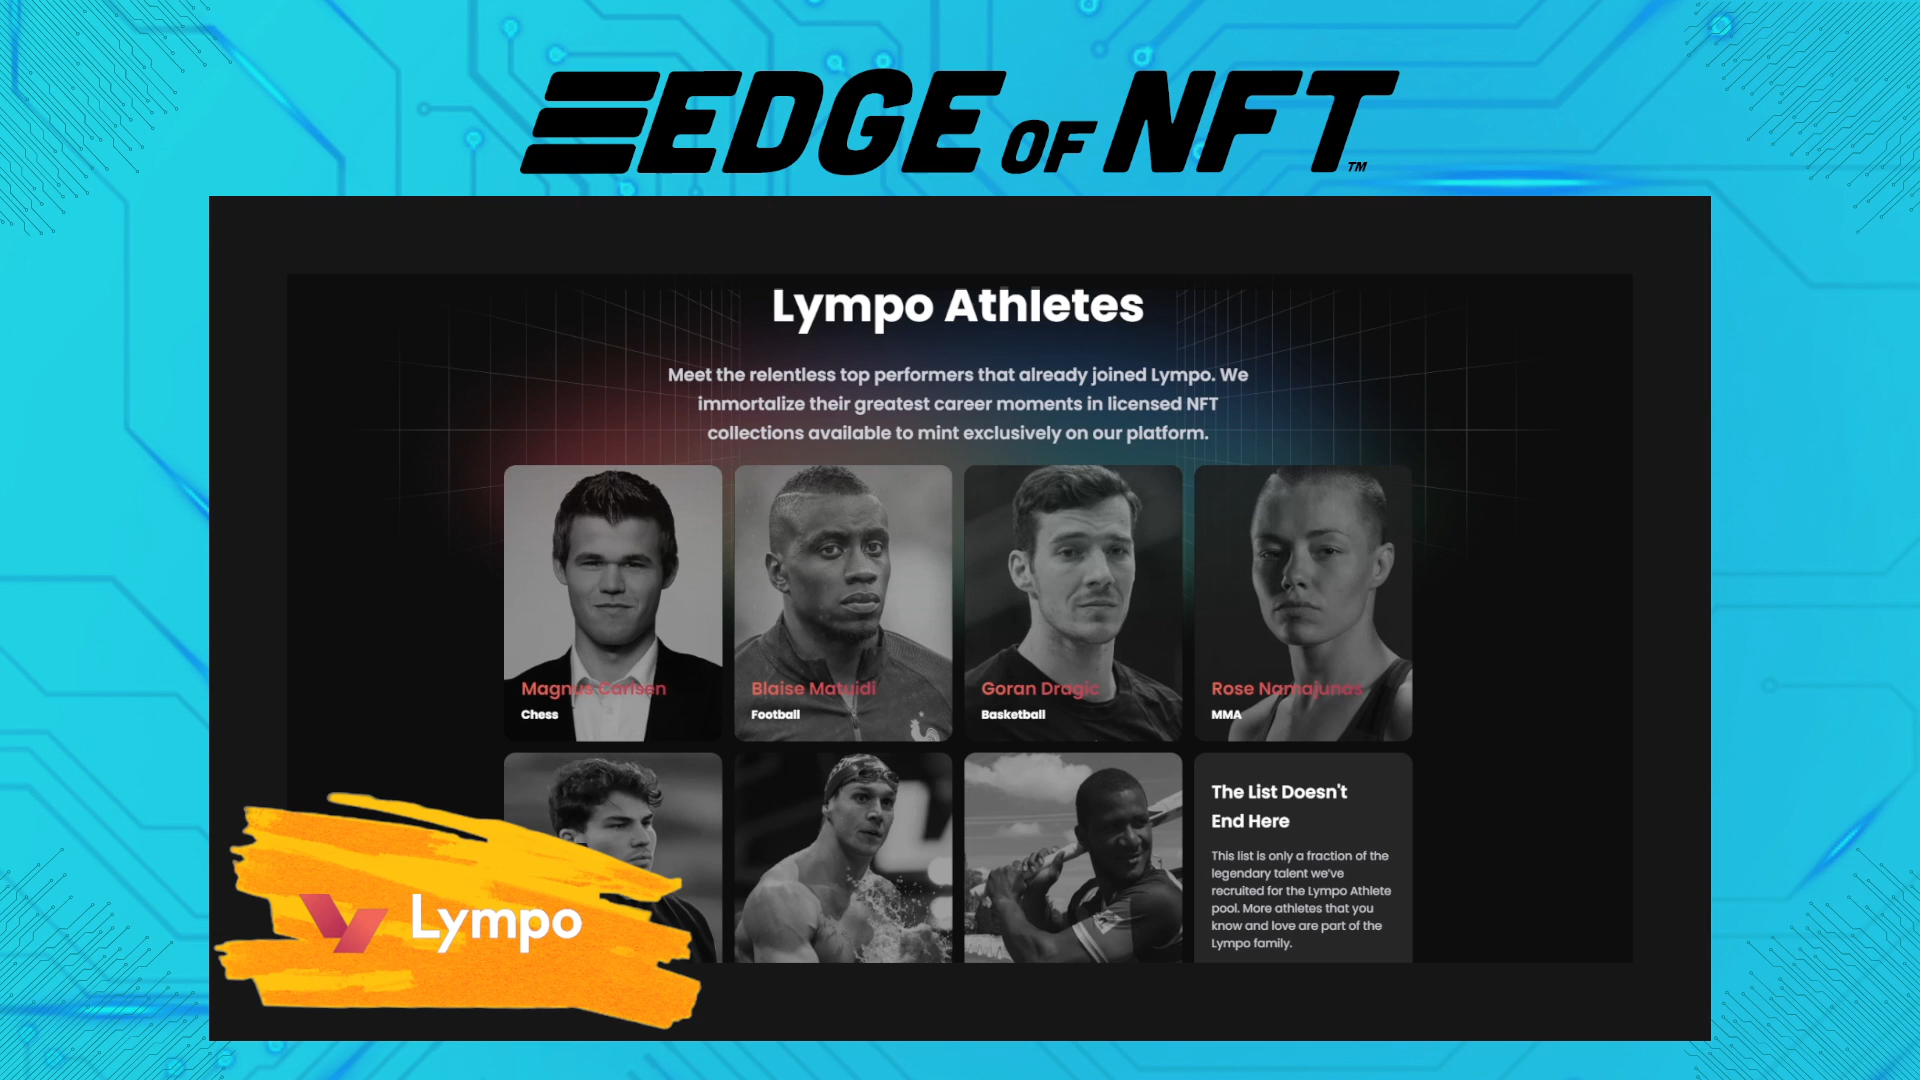 EDGE OF NFT™
Lympo Athletes
Meet the relentless top performers that already joined Lympo. We
immortalize their greatest career moments in licensed NFT
collections available to mint exclusively on our platform.
Magnus Carlsen
Chess
Blaise Matuidi
Football
Goran Dragic
Basketball
Rose Namajunas
MMA
The List Doesn't
End Here
This list is only a fraction of the
legendary talent we've
recruited for the Lympo Athlete
pool. More athletes that you
know and love are part of the
Lympo family.
Lympo